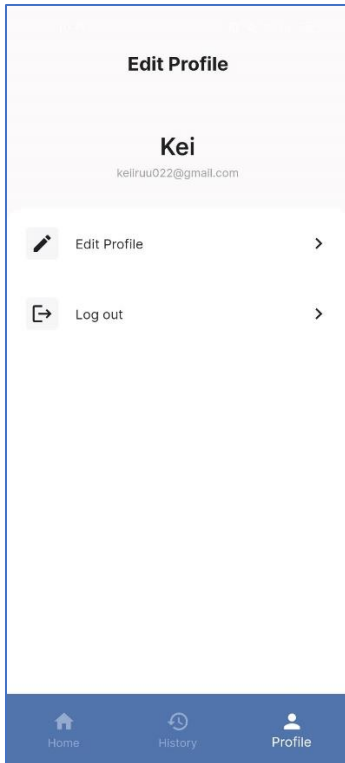 Edit Profile
Kei
keiiruu022@gmail.com
Edit Profile
Log out
Home
History
Profile